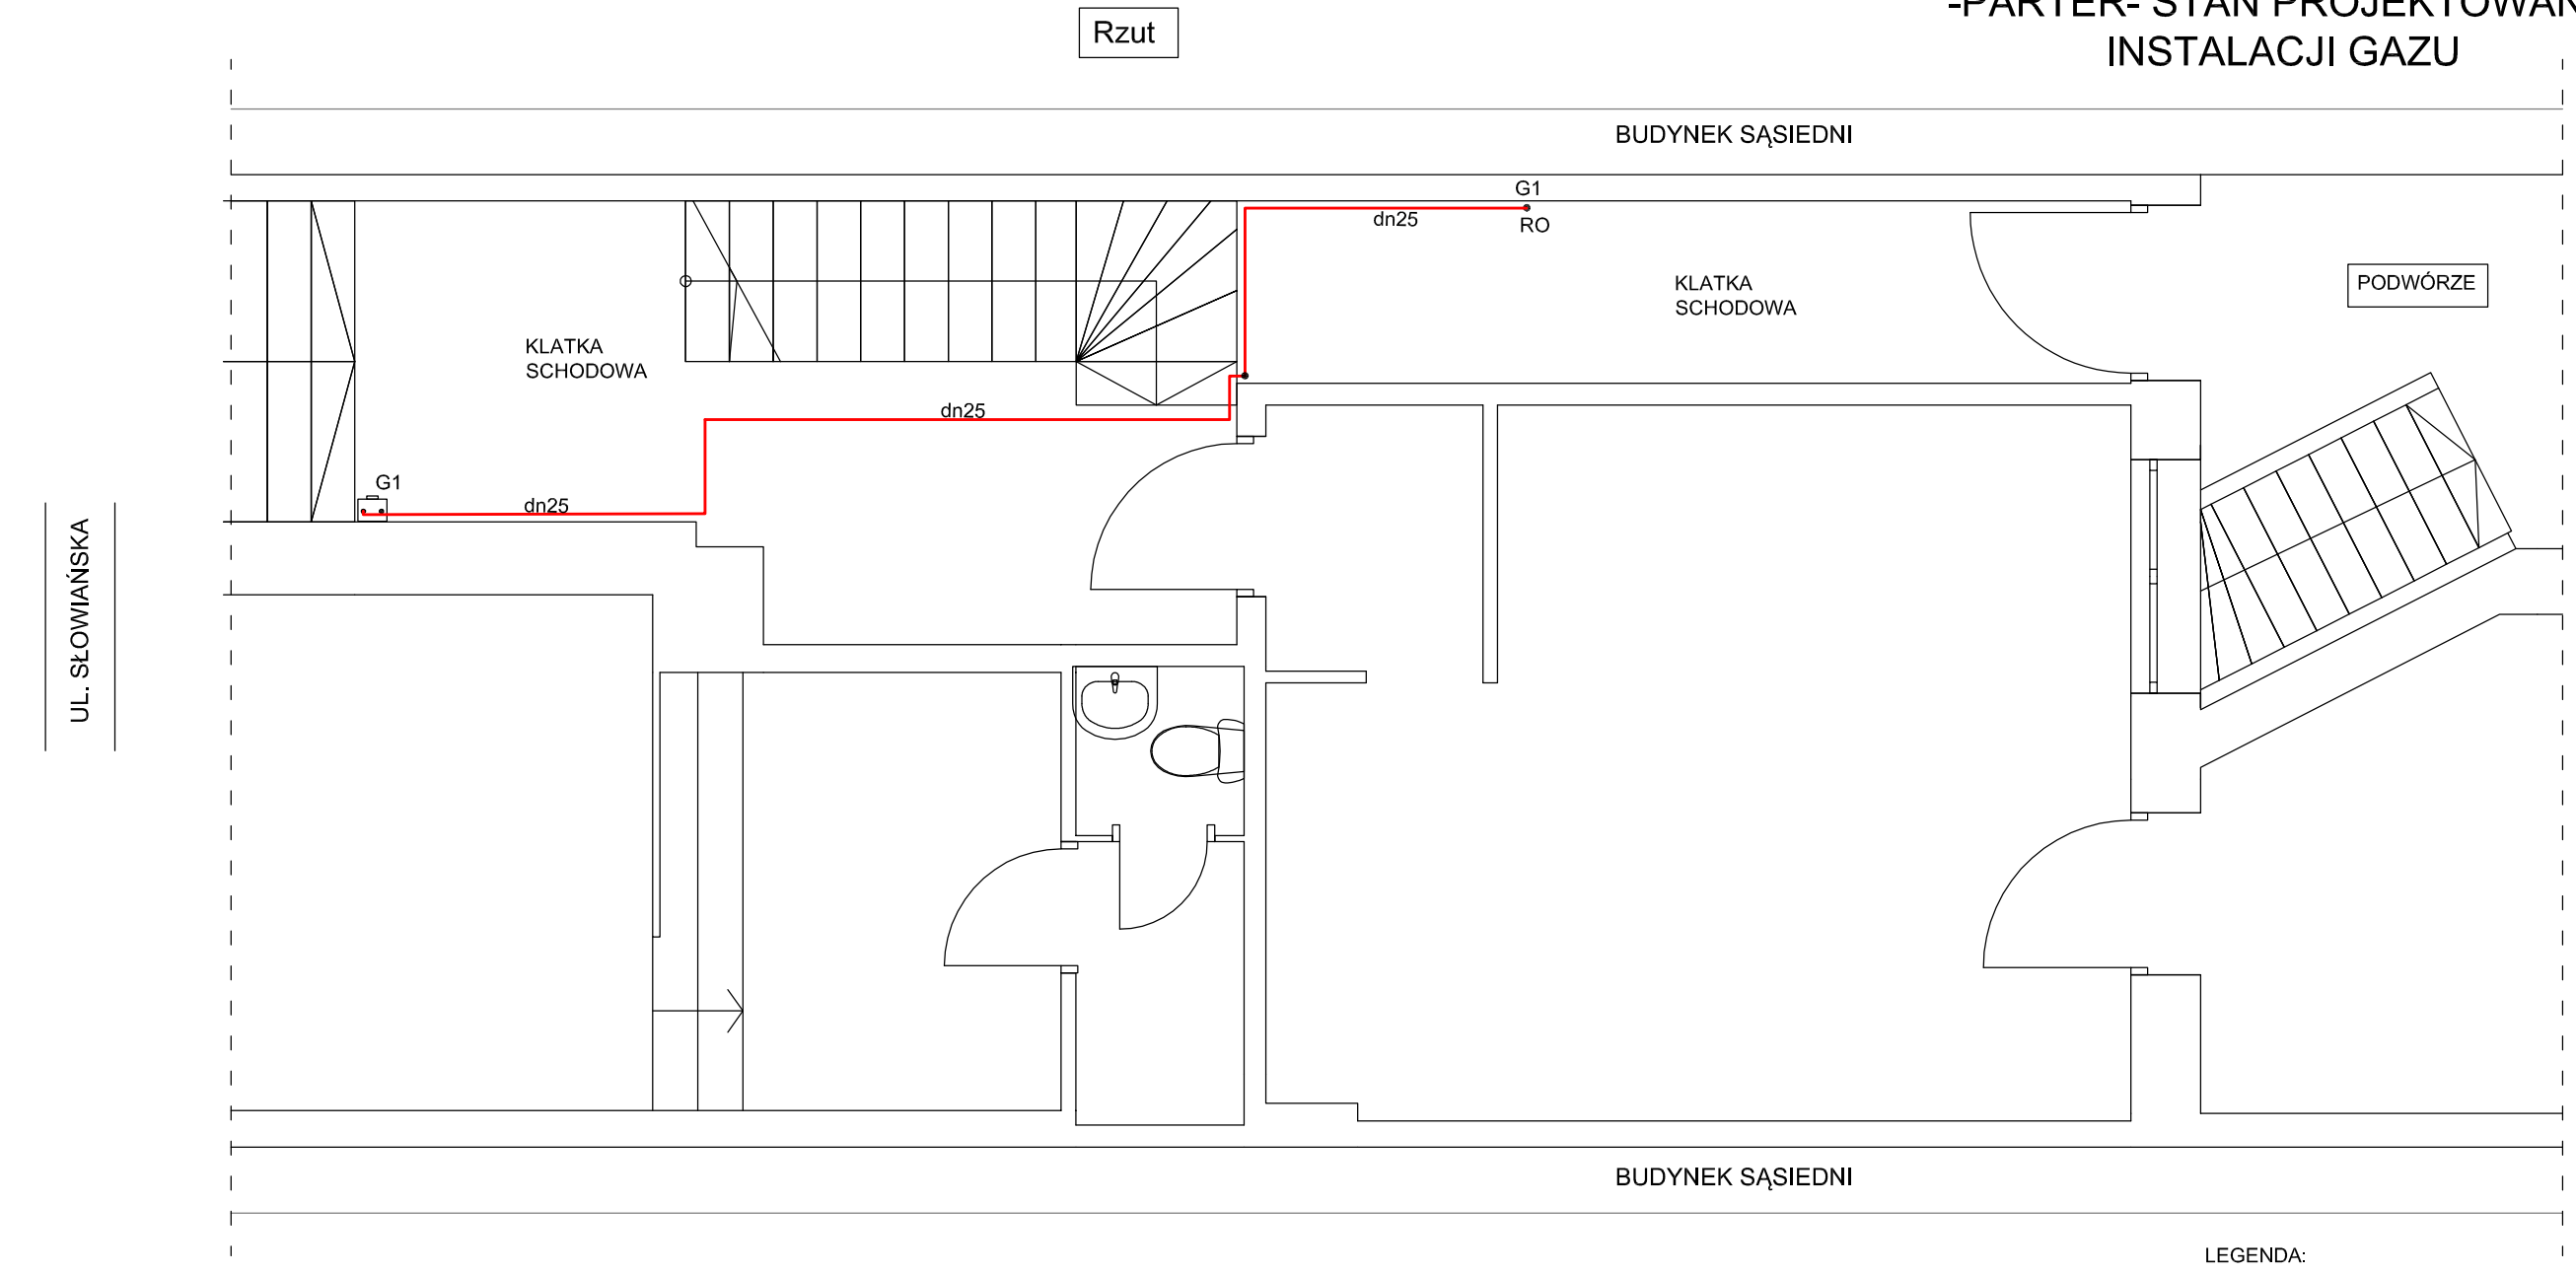 -PARTER- STAN
INSTALACJI GAZU
Rzut
BUDYNEK SĄSIEDNI
G1
dn25
RO
KLATKA
SCHODOWA
PODWÓRZE
KLATKA
SCHODOWA
dn25
G1
dn25
UL. SŁOWIAŃSKA
BUDYNEK SĄSIEDNI
LEGENDA: